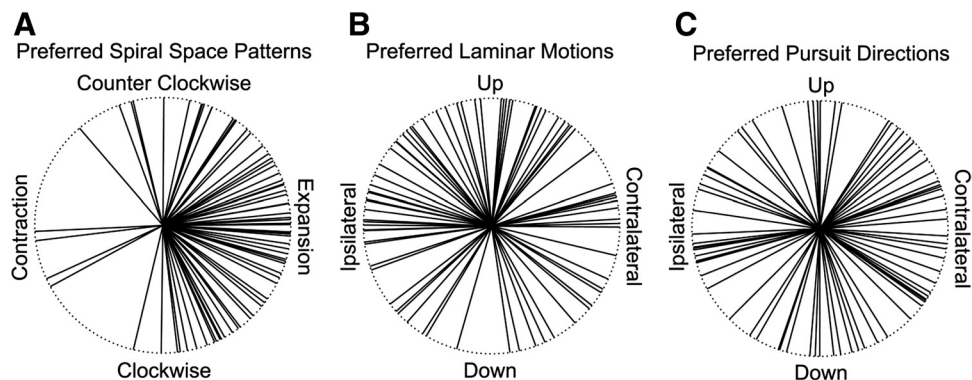 A
Preferred Spiral Space Patterns
Counter Clockwise
Contraction
Expansion
Clockwise
B
Preferred Laminar Motions
Up
Ipsilateral
Contralateral
Down
C
Preferred Pursuit Directions
Up
Ipsilateral
Contralateral
Down